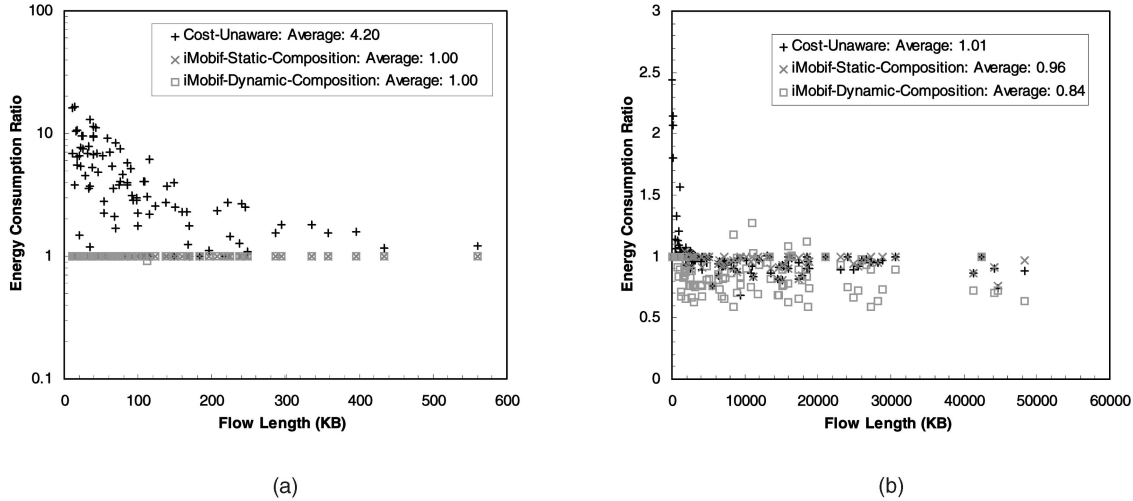 100
10
1
0.1
Energy Consumption Ratio
Cost-Unaware: Average: 4.20
iMobif-Static-Composition: Average: 1.00
iMobif-Dynamic-Composition: Average: 1.00
0 100 200 300 400 500 600
Flow Length (KB)
(a)
3
2.5
2
1.5
1
0.5
0
Energy Consumption Ratio
Cost-Unaware: Average: 1.01
iMobif-Static-Composition: Average: 0.96
iMobif-Dynamic-Composition: Average: 0.84
0 10000 20000 30000 40000 50000 60000
Flow Length (KB)
(b)